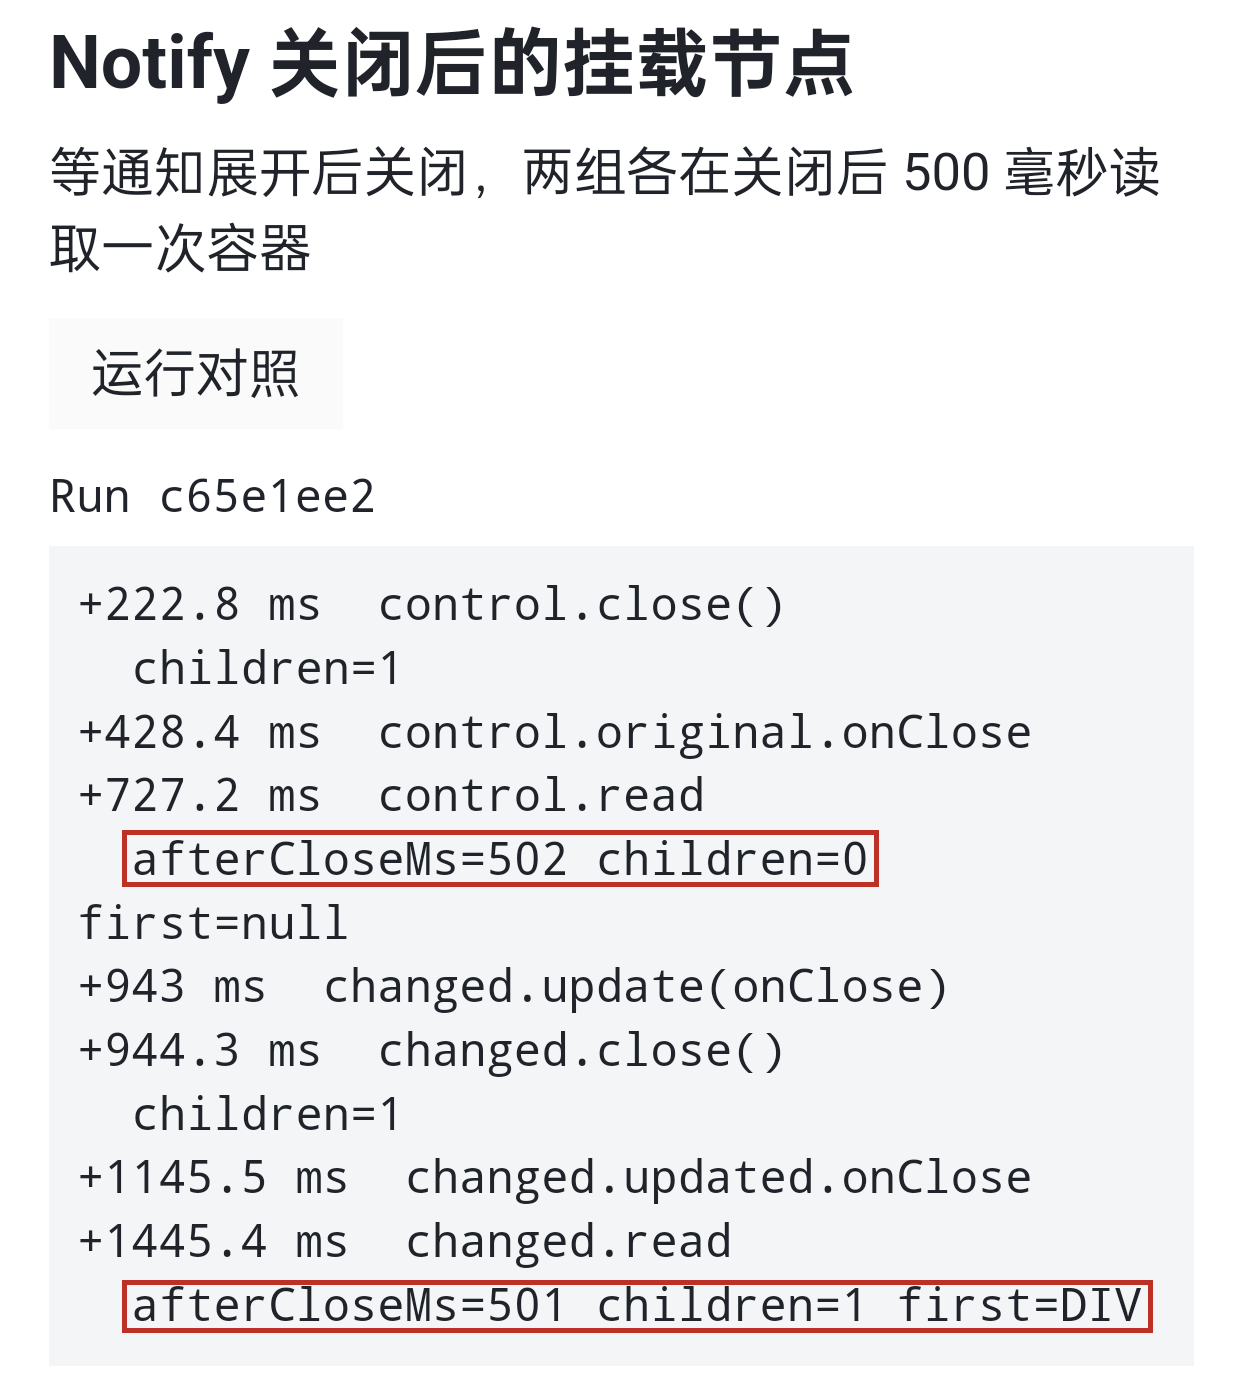 Notify 关闭后的挂载节点
等通知展开后关闭，两组各在关闭后 500 毫秒读
取一次容器
运行对照
Run c65e1ee2
+222.8 ms  control.close()
  children=1
+428.4 ms  control.original.onClose
+727.2 ms  control.read
  afterCloseMs=502 children=0
first=null
+943 ms  changed.update(onClose)
+944.3 ms  changed.close()
  children=1
+1145.5 ms  changed.updated.onClose
+1445.4 ms  changed.read
  afterCloseMs=501 children=1 first=DIV